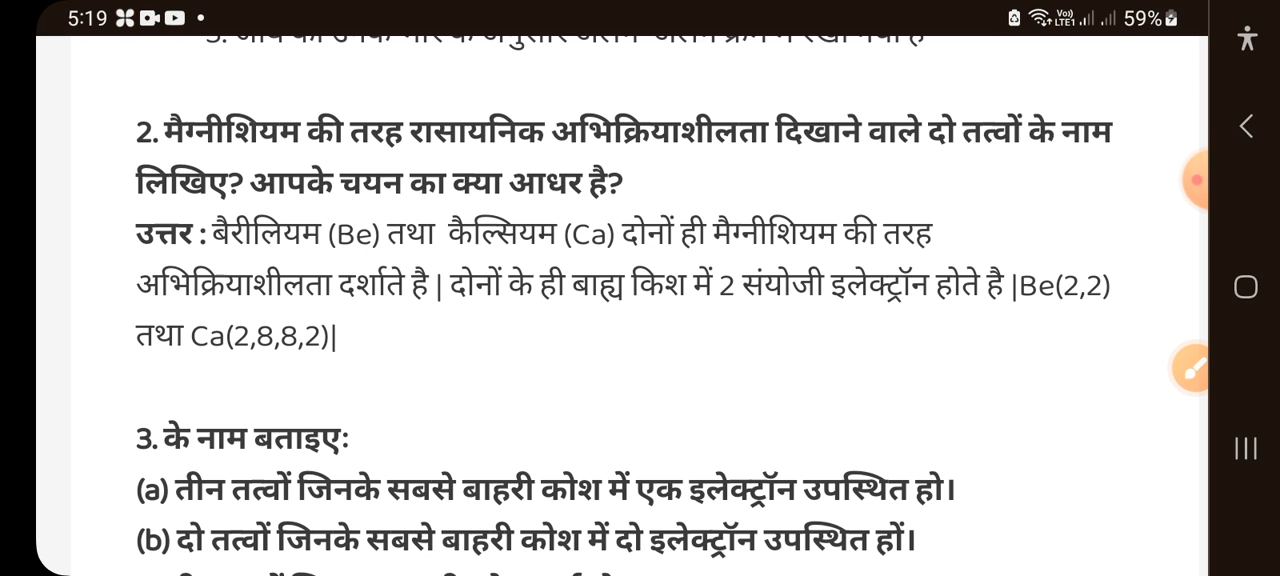 5:19 Vo)) LTE1 59%
2. मैग्नीशियम की तरह रासायनिक अभिक्रियाशीलता दिखाने वाले दो तत्वों के नाम
लिखिए? आपके चयन का क्या आधर है?
उत्तर : बैरीलियम (Be) तथा कैल्सियम (Ca) दोनों ही मैग्नीशियम की तरह
अभिक्रियाशीलता दर्शाते है | दोनों के ही बाह्य किश में 2 संयोजी इलेक्ट्रॉन होते है |Be(2,2)
तथा Ca(2,8,8,2)|
3. के नाम बताइए:
(a) तीन तत्वों जिनके सबसे बाहरी कोश में एक इलेक्ट्रॉन उपस्थित हो।
(b) दो तत्वों जिनके सबसे बाहरी कोश में दो इलेक्ट्रॉन उपस्थित हों।